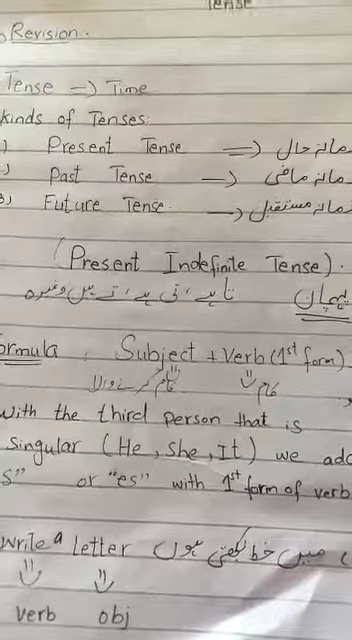 Tense
Revision.
Tense => Time
kinds of Tenses:
) Present Tense => زمانہ حال
) Past Tense -> زمانہ ماضی
3) Future Tense. -> زمانہ مستقبل
(Present Indefinite Tense).
پہچان تا ہے، تی ہے، تے ہیں وغیرہ
ormula . Subject + Verb (1st form)
کام کرنے والا کام
with the third person that is
singular (He, She, It) we add
S" or "es" with 1st form of verb
write a letter میں خط لکھتی ہوں
verb obj